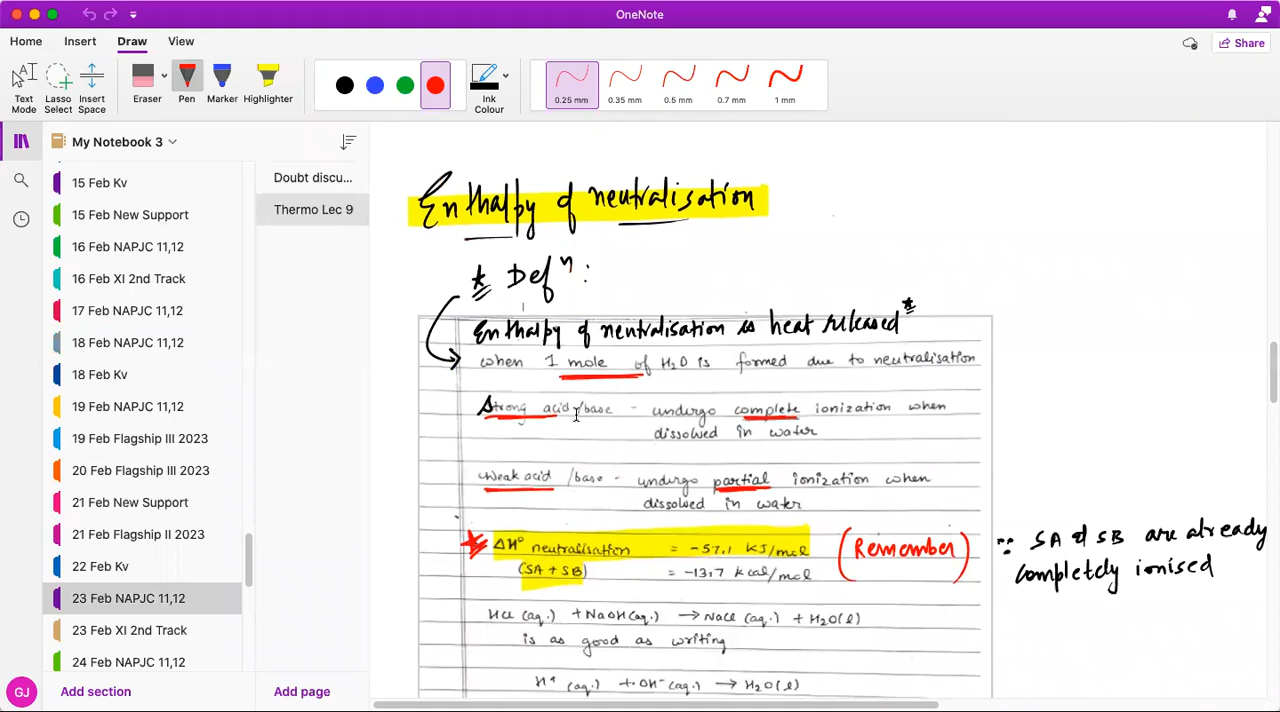 OneNote
Home Insert Draw View
Share
Text Mode
Lasso Select
Insert Space
Eraser
Pen
Marker
Highlighter
Ink Colour
0.25 mm
0.35 mm
0.5 mm
0.7 mm
1 mm
My Notebook 3
15 Feb Kv
15 Feb New Support
16 Feb NAPJC 11,12
16 Feb XI 2nd Track
17 Feb NAPJC 11,12
18 Feb NAPJC 11,12
18 Feb Kv
19 Feb NAPJC 11,12
19 Feb Flagship III 2023
20 Feb Flagship III 2023
21 Feb New Support
21 Feb Flagship II 2023
22 Feb Kv
23 Feb NAPJC 11,12
23 Feb XI 2nd Track
24 Feb NAPJC 11,12
GJ
Add section
Doubt discu...
Thermo Lec 9
Add page
Enthalpy of neutralisation
* Defⁿ :
Enthalpy of neutralisation is heat released*
when 1 mole of H₂O is formed due to neutralisation
Strong acid/base - undergo complete ionization when
dissolved in water
Weak acid /base - undergo partial ionization when
dissolved in water
★ ΔH° neutralisation = -57.1 KJ/mol (Remember)
(SA + SB) = -13.7 kcal/mol
∵ SA & SB are already
completely ionised
HCl (aq.) + NaOH(aq.) → NaCl (aq.) + H₂O(l)
is as good as writing
H⁺ (aq.) + OH⁻(aq.) → H₂O(l)